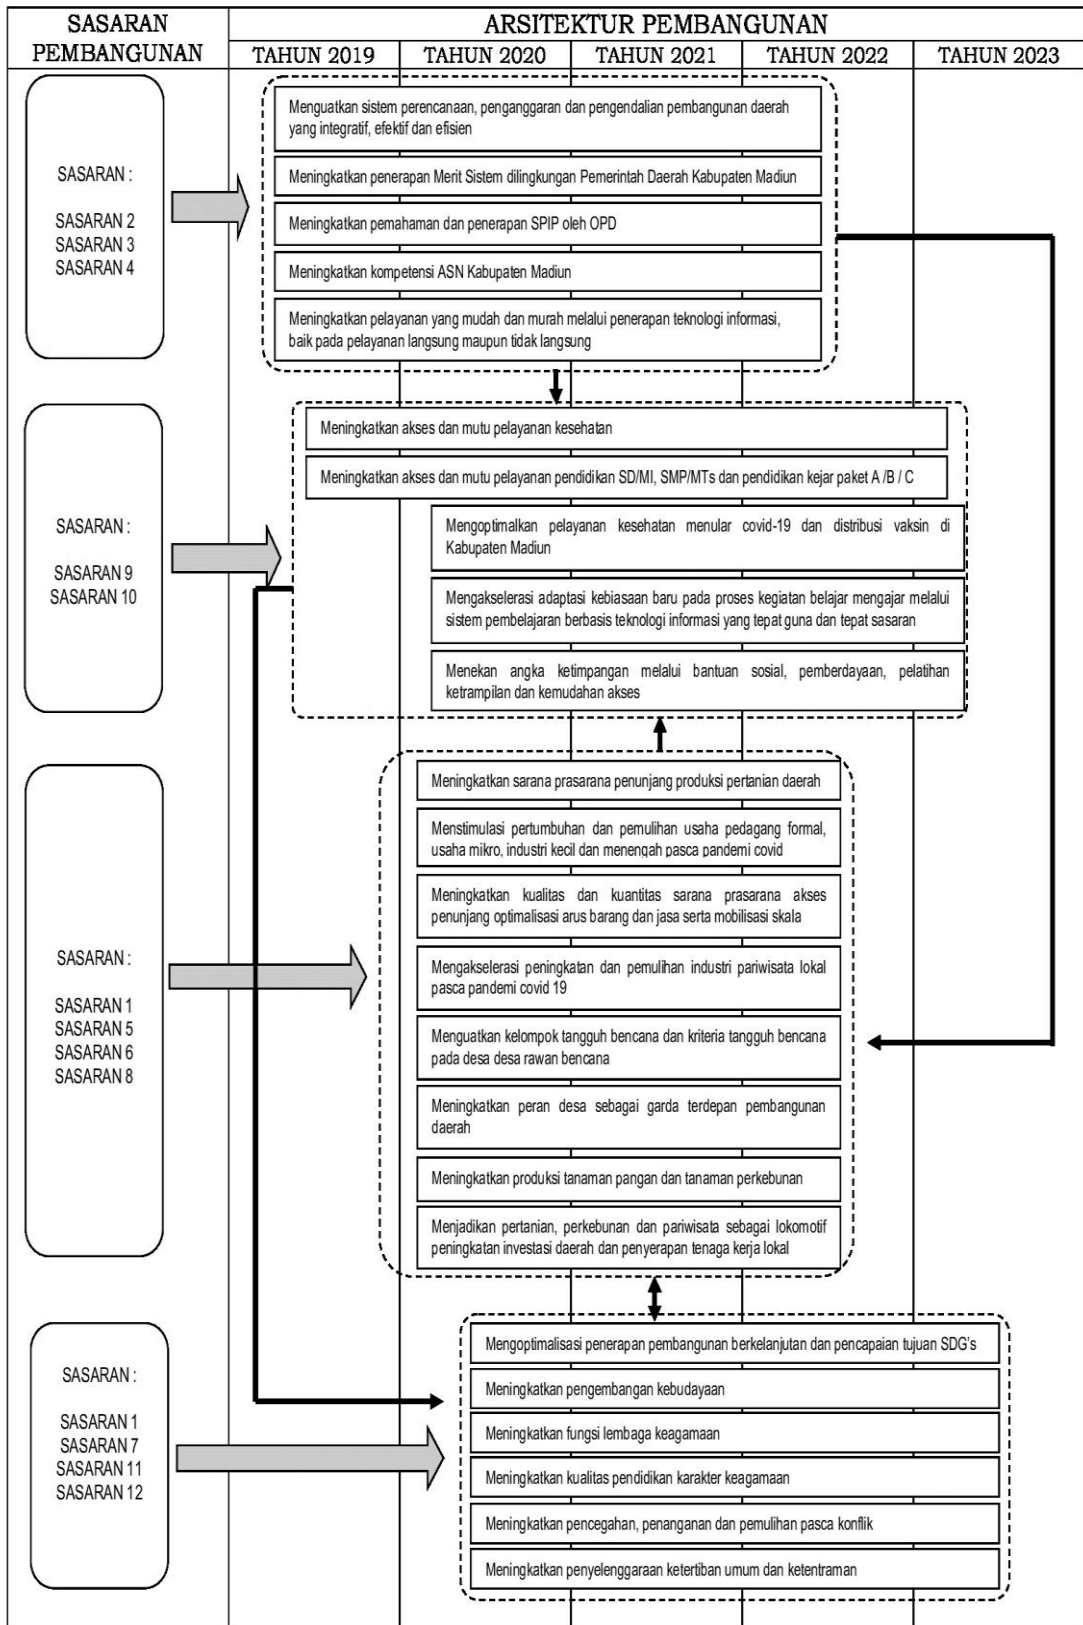 SASARAN
PEMBANGUNAN
ARSITEKTUR PEMBANGUNAN
TAHUN 2019
TAHUN 2020
TAHUN 2021
TAHUN 2022
TAHUN 2023
SASARAN :
SASARAN 2
SASARAN 3
SASARAN 4
Menguatkan sistem perencanaan, penganggaran dan pengendalian pembangunan daerah
yang integratif, efektif dan efisien
Meningkatkan penerapan Merit Sistem dilingkungan Pemerintah Daerah Kabupaten Madiun
Meningkatkan pemahaman dan penerapan SPIP oleh OPD
Meningkatkan kompetensi ASN Kabupaten Madiun
Meningkatkan pelayanan yang mudah dan murah melalui penerapan teknologi informasi,
baik pada pelayanan langsung maupun tidak langsung
SASARAN :
SASARAN 9
SASARAN 10
Meningkatkan akses dan mutu pelayanan kesehatan
Meningkatkan akses dan mutu pelayanan pendidikan SD/MI, SMP/MTs dan pendidikan kejar paket A /B / C
Mengoptimalkan pelayanan kesehatan menular covid-19 dan distribusi vaksin di
Kabupaten Madiun
Mengakselerasi adaptasi kebiasaan baru pada proses kegiatan belajar mengajar melalui
sistem pembelajaran berbasis teknologi informasi yang tepat guna dan tepat sasaran
Menekan angka ketimpangan melalui bantuan sosial, pemberdayaan, pelatihan
ketrampilan dan kemudahan akses
SASARAN :
SASARAN 1
SASARAN 5
SASARAN 6
SASARAN 8
Meningkatkan sarana prasarana penunjang produksi pertanian daerah
Menstimulasi pertumbuhan dan pemulihan usaha pedagang formal,
usaha mikro, industri kecil dan menengah pasca pandemi covid
Meningkatkan kualitas dan kuantitas sarana prasarana akses
penunjang optimalisasi arus barang dan jasa serta mobilisasi skala
Mengakselerasi peningkatan dan pemulihan industri pariwisata lokal
pasca pandemi covid 19
Menguatkan kelompok tangguh bencana dan kriteria tangguh bencana
pada desa desa rawan bencana
Meningkatkan peran desa sebagai garda terdepan pembangunan
daerah
Meningkatkan produksi tanaman pangan dan tanaman perkebunan
Menjadikan pertanian, perkebunan dan pariwisata sebagai lokomotif
peningkatan investasi daerah dan penyerapan tenaga kerja lokal
SASARAN :
SASARAN 1
SASARAN 7
SASARAN 11
SASARAN 12
Mengoptimalisasi penerapan pembangunan berkelanjutan dan pencapaian tujuan SDG's
Meningkatkan pengembangan kebudayaan
Meningkatkan fungsi lembaga keagamaan
Meningkatkan kualitas pendidikan karakter keagamaan
Meningkatkan pencegahan, penanganan dan pemulihan pasca konflik
Meningkatkan penyelenggaraan ketertiban umum dan ketentraman